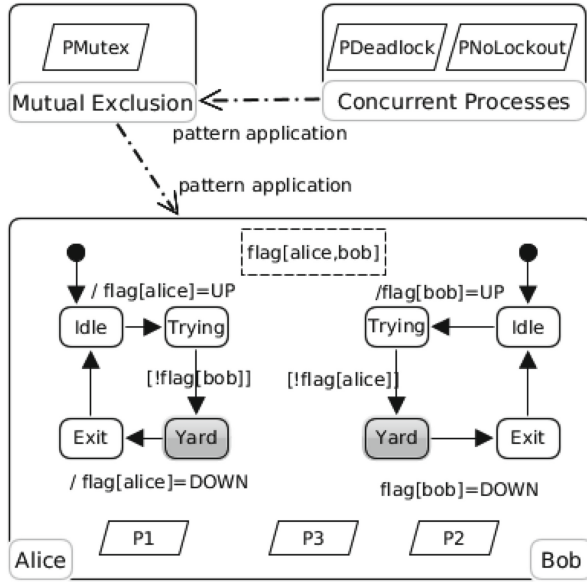 PMutex
PDeadlock
PNoLockout
Mutual Exclusion
Concurrent Processes
pattern application
pattern application
flag[alice,bob]
/ flag[alice]=UP
/flag[bob]=UP
Idle
Trying
Trying
Idle
[!flag[bob]]
[!flag[alice]]
Exit
Yard
Yard
Exit
/ flag[alice]=DOWN
flag[bob]=DOWN
P1
P3
P2
Alice
Bob